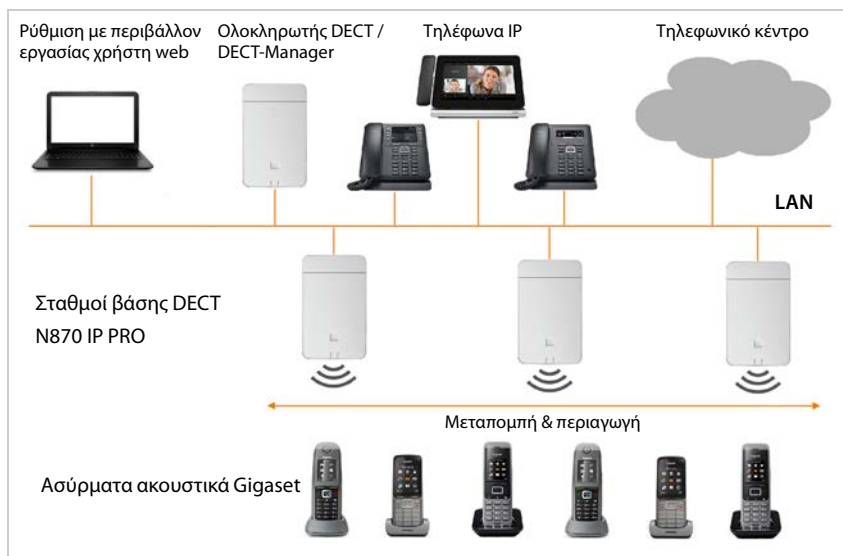 Ρύθμιση με περιβάλλον
εργασίας χρήστη web
Ολοκληρωτής DECT /
DECT-Manager
Τηλέφωνα IP
Τηλεφωνικό κέντρο
LAN
Σταθμοί βάσης DECT
N870 IP PRO
Μεταπομπή & περιαγωγή
Ασύρματα ακουστικά Gigaset